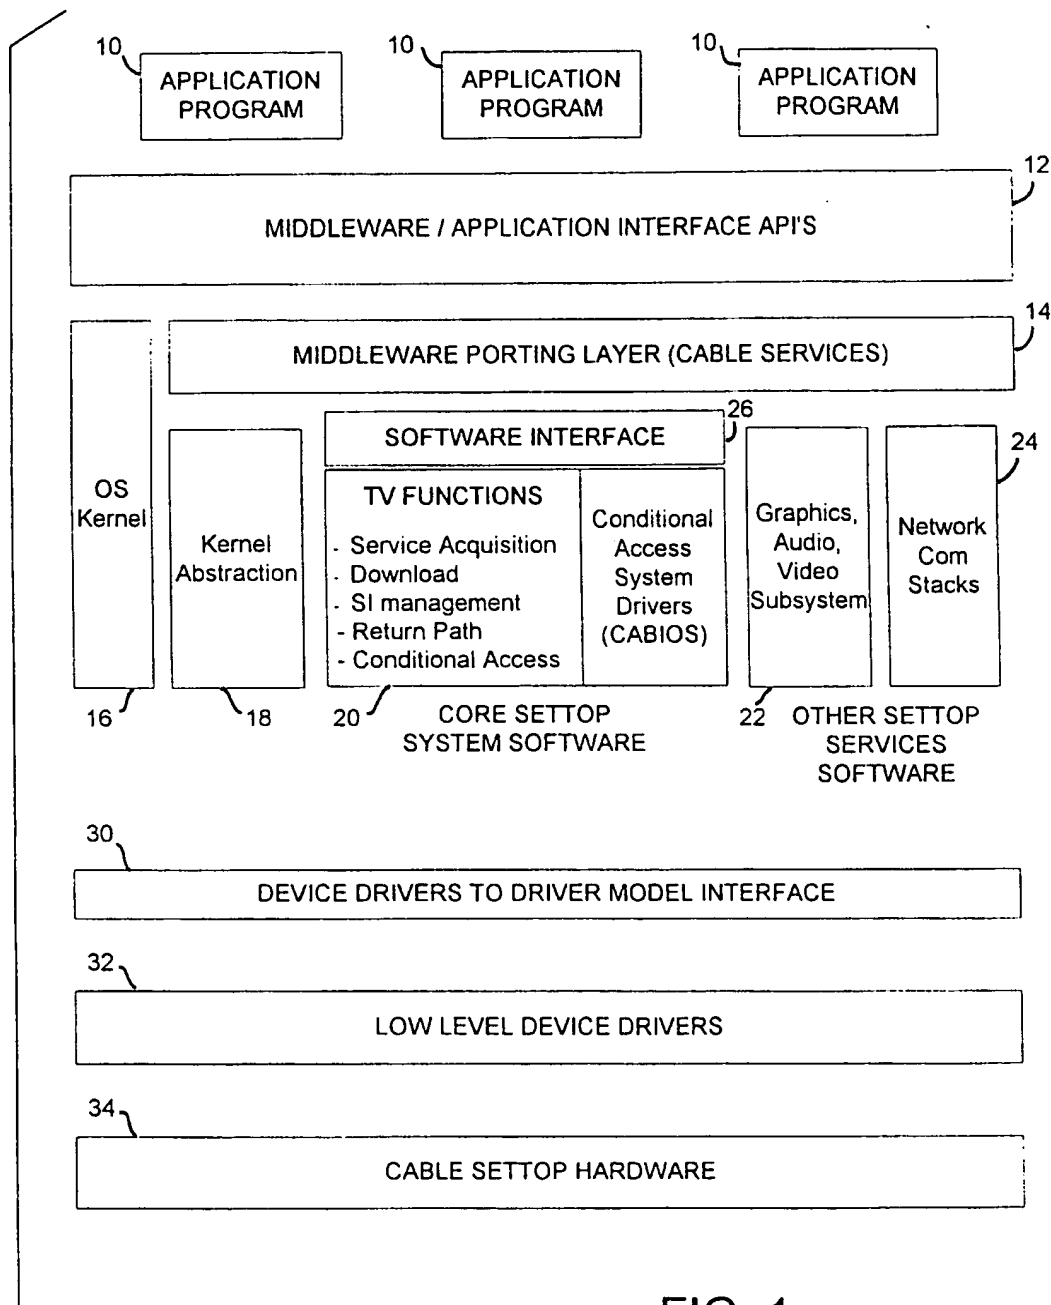 10
10
10
APPLICATION
PROGRAM
APPLICATION
PROGRAM
APPLICATION
PROGRAM
12
MIDDLEWARE / APPLICATION INTERFACE API'S
14
MIDDLEWARE PORTING LAYER (CABLE SERVICES)
26
SOFTWARE INTERFACE
24
OS
Kernel
Kernel
Abstraction
TV FUNCTIONS
- Service Acquisition
- Download
- SI management
- Return Path
- Conditional Access
Conditional
Access
System
Drivers
(CABIOS)
Graphics,
Audio,
Video
Subsystem
Network
Com
Stacks
16
18
20
CORE SETTOP
SYSTEM SOFTWARE
22
OTHER SETTOP
SERVICES
SOFTWARE
30
DEVICE DRIVERS TO DRIVER MODEL INTERFACE
32
LOW LEVEL DEVICE DRIVERS
34
CABLE SETTOP HARDWARE